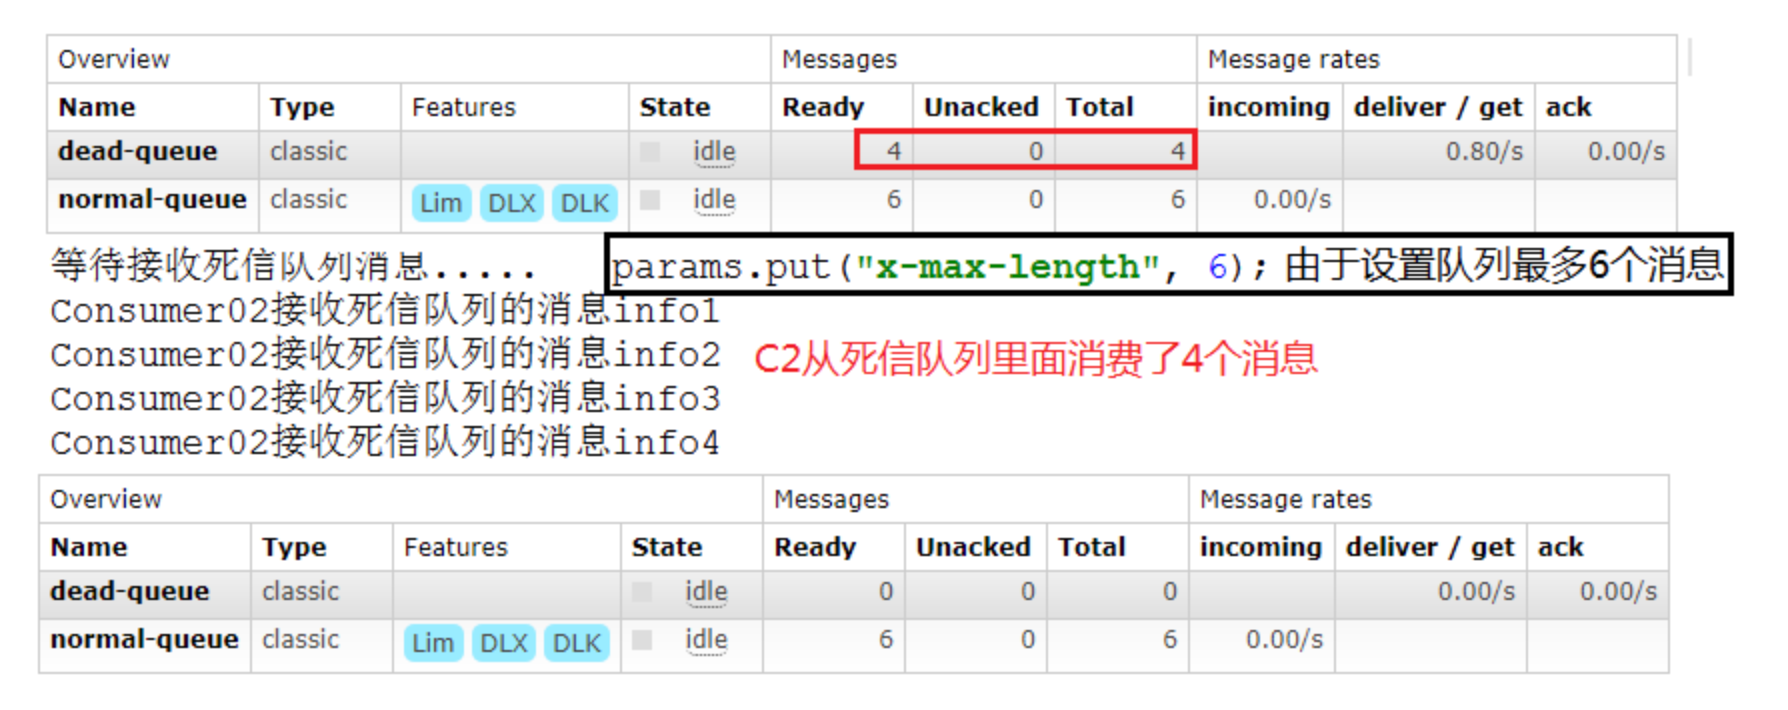 Overview Messages Message rates
Name Type Features State Ready Unacked Total incoming deliver / get ack
dead-queue classic idle 4 0 4 0.80/s 0.00/s
normal-queue classic Lim DLX DLK idle 6 0 6 0.00/s
等待接收死信队列消息..... params.put("x-max-length", 6); 由于设置队列最多6个消息
Consumer02接收死信队列的消息info1
Consumer02接收死信队列的消息info2 C2从死信队列里面消费了4个消息
Consumer02接收死信队列的消息info3
Consumer02接收死信队列的消息info4
Overview Messages Message rates
Name Type Features State Ready Unacked Total incoming deliver / get ack
dead-queue classic idle 0 0 0 0.00/s 0.00/s
normal-queue classic Lim DLX DLK idle 6 0 6 0.00/s